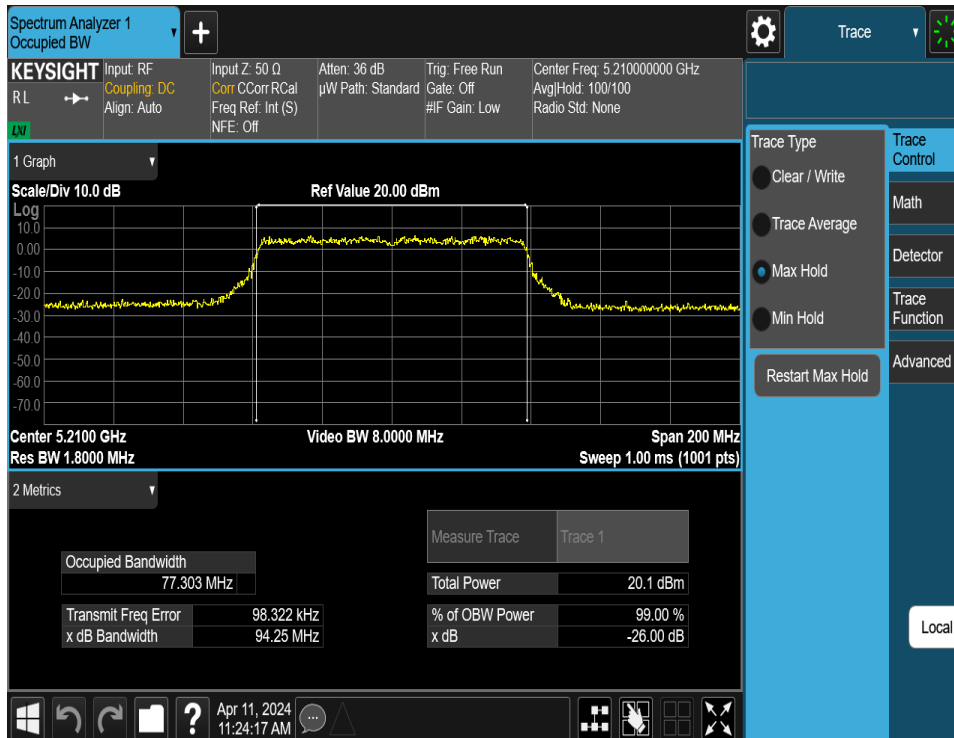 Spectrum Analyzer 1
Occupied BW
+
Trace
KEYSIGHT
R L
LXI
Input: RF
Coupling: DC
Align: Auto
Input Z: 50 Ω
Corr CCorr RCal
Freq Ref: Int (S)
NFE: Off
Atten: 36 dB
µW Path: Standard
Trig: Free Run
Gate: Off
#IF Gain: Low
Center Freq: 5.210000000 GHz
Avg|Hold: 100/100
Radio Std: None
1 Graph
Scale/Div 10.0 dB
Ref Value 20.00 dBm
Log
10.0
0.00
-10.0
-20.0
-30.0
-40.0
-50.0
-60.0
-70.0
Center 5.2100 GHz
Video BW 8.0000 MHz
Span 200 MHz
Res BW 1.8000 MHz
Sweep 1.00 ms (1001 pts)
2 Metrics
Measure Trace
Trace 1
Occupied Bandwidth
77.303 MHz
Total Power
20.1 dBm
Transmit Freq Error
98.322 kHz
% of OBW Power
99.00 %
x dB Bandwidth
94.25 MHz
x dB
-26.00 dB
Trace Type
Clear / Write
Trace Average
Max Hold
Min Hold
Restart Max Hold
Trace
Control
Math
Detector
Trace
Function
Advanced
Local
?
Apr 11, 2024
11:24:17 AM